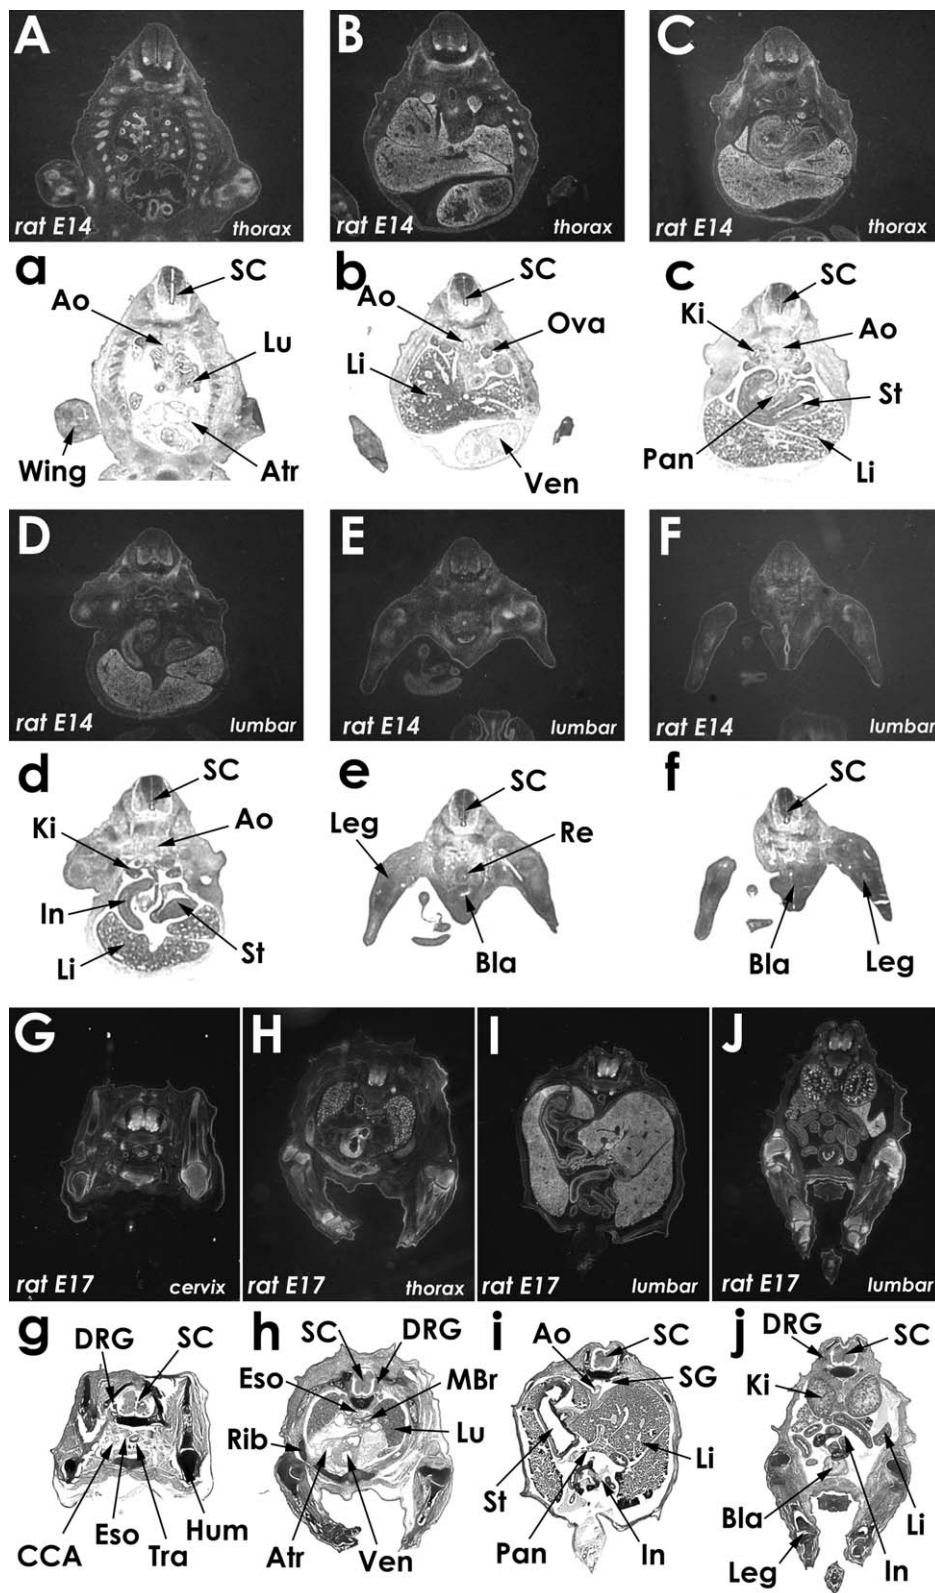 A B C
rat E14 thorax rat E14 thorax rat E14 thorax
a SC b SC c SC
Ao Ao Ova Ki Ao
Lu Li St
Wing Atr Ven Pan Li
D E F
rat E14 lumbar rat E14 lumbar rat E14 lumbar
d SC e SC f SC
Ki Ao Leg Re
In
Li St Bla Bla Leg
G H I J
rat E17 cervix rat E17 thorax rat E17 lumbar rat E17 lumbar
g DRG SC h SC DRG i Ao SC j DRG SC
Eso MBr SG Ki
Rib Lu Li
CCA Eso Tra Hum Atr Ven St Pan In Bla Leg In Li